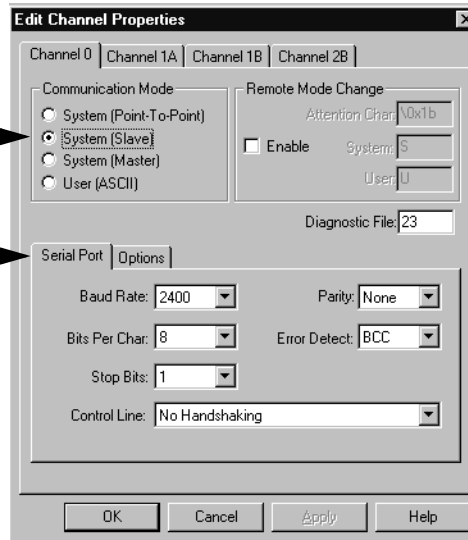 Edit Channel Properties
Channel 0 Channel 1A Channel 1B Channel 2B
Communication Mode
System (Point-To-Point)
System (Slave)
System (Master)
User (ASCII)
Remote Mode Change
Attention Char: \0x1b
Enable System: S
User: U
Diagnostic File: 23
Serial Port Options
Baud Rate: 2400 Parity: None
Bits Per Char: 8 Error Detect: BCC
Stop Bits: 1
Control Line: No Handshaking
OK Cancel Apply Help